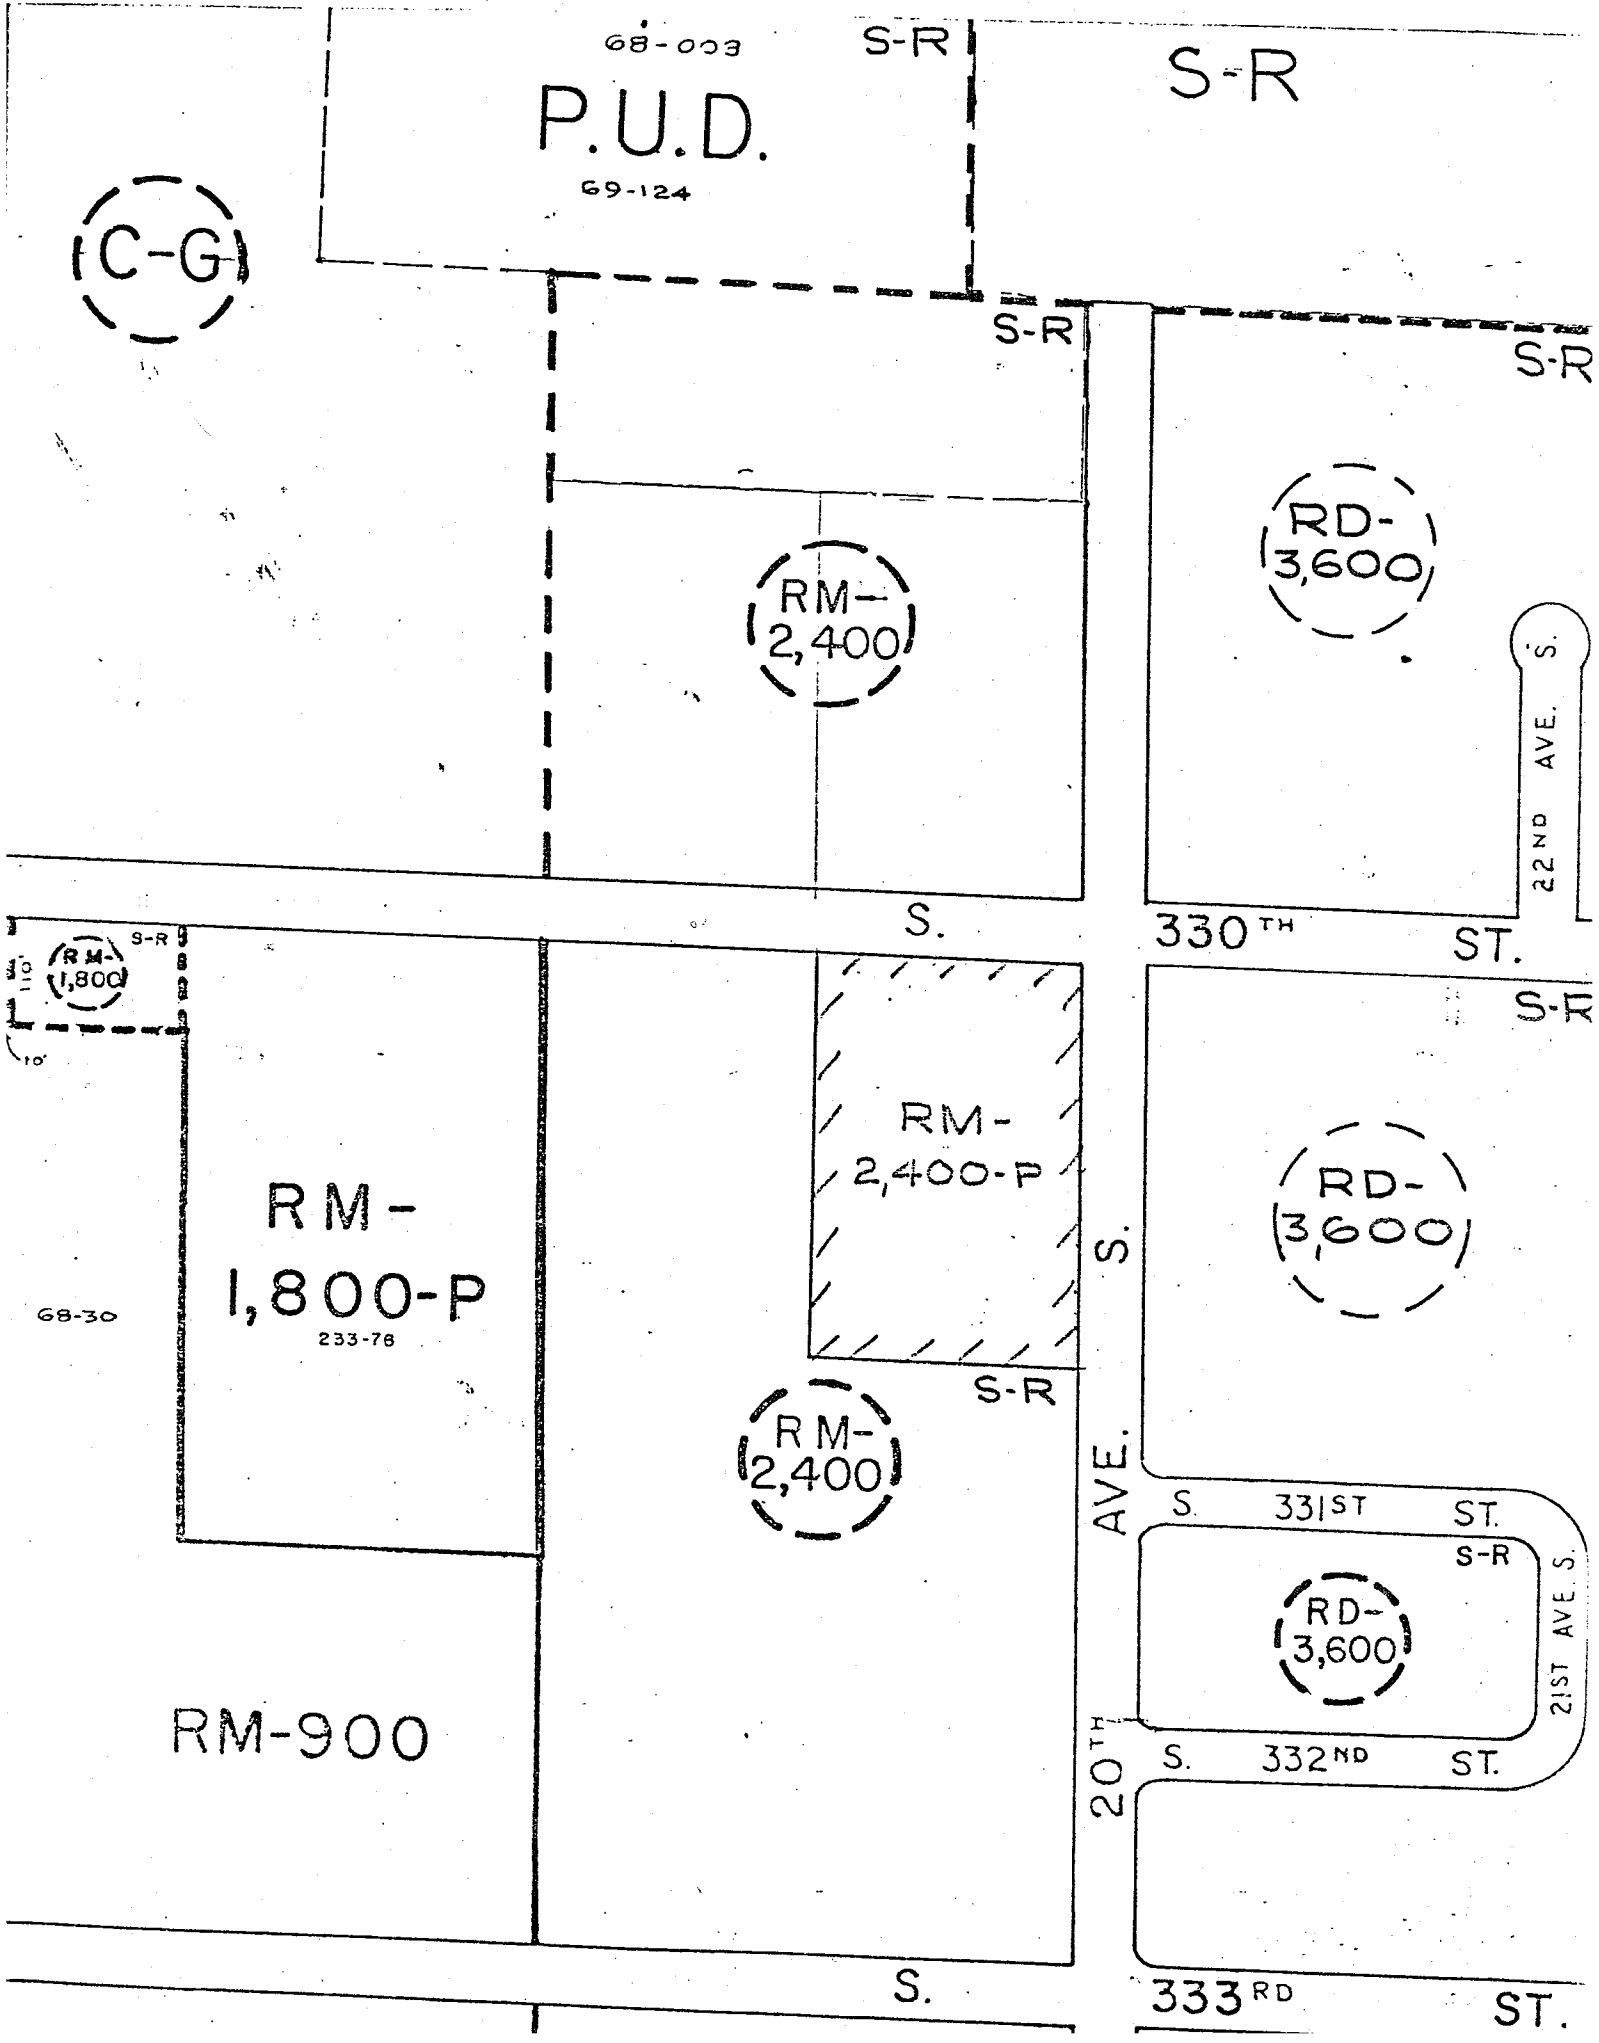 68-003
S-R
S-R
P.U.D.
69-124
C-G
S-R
S-R
RD-
3,600
RM-
2,400
22ND AVE. S.
S. 330TH ST.
S-R
RM-
1,800
110'
10'
S-R
RM-
2,400-P
RD-
3,600
RM-
1,800-P
233-78
68-30
S-R
RM-
2,400
20TH AVE. S.
S. 331ST ST.
S-R
RD-
3,600
21ST AVE. S.
RM-900
S. 332ND ST.
S. 333RD ST.